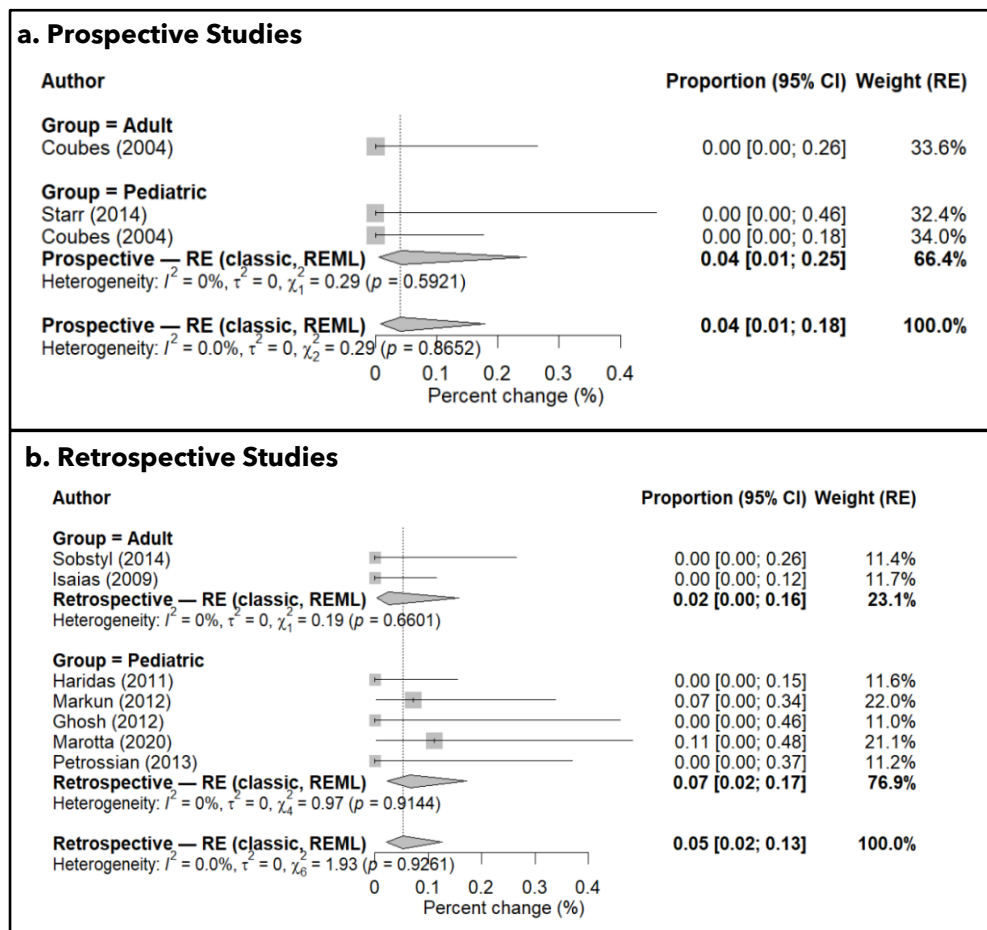 a. Prospective Studies
Author Proportion (95% CI) Weight (RE)
Group = Adult
Coubes (2004) 0.00 [0.00; 0.26] 33.6%
Group = Pediatric
Starr (2014) 0.00 [0.00; 0.46] 32.4%
Coubes (2004) 0.00 [0.00; 0.18] 34.0%
Prospective — RE (classic, REML) 0.04 [0.01; 0.25] 66.4%
Heterogeneity: I² = 0%, τ² = 0, χ²₁ = 0.29 (p = 0.5921)
Prospective — RE (classic, REML) 0.04 [0.01; 0.18] 100.0%
Heterogeneity: I² = 0.0%, τ² = 0, χ²₂ = 0.29 (p = 0.8652)
0 0.1 0.2 0.3 0.4
Percent change (%)
b. Retrospective Studies
Author Proportion (95% CI) Weight (RE)
Group = Adult
Sobstyl (2014) 0.00 [0.00; 0.26] 11.4%
Isaias (2009) 0.00 [0.00; 0.12] 11.7%
Retrospective — RE (classic, REML) 0.02 [0.00; 0.16] 23.1%
Heterogeneity: I² = 0%, τ² = 0, χ²₁ = 0.19 (p = 0.6601)
Group = Pediatric
Haridas (2011) 0.00 [0.00; 0.15] 11.6%
Markun (2012) 0.07 [0.00; 0.34] 22.0%
Ghosh (2012) 0.00 [0.00; 0.46] 11.0%
Marotta (2020) 0.11 [0.00; 0.48] 21.1%
Petrossian (2013) 0.00 [0.00; 0.37] 11.2%
Retrospective — RE (classic, REML) 0.07 [0.02; 0.17] 76.9%
Heterogeneity: I² = 0%, τ² = 0, χ²₄ = 0.97 (p = 0.9144)
Retrospective — RE (classic, REML) 0.05 [0.02; 0.13] 100.0%
Heterogeneity: I² = 0.0%, τ² = 0, χ²₆ = 1.93 (p = 0.9261)
0 0.1 0.2 0.3 0.4
Percent change (%)